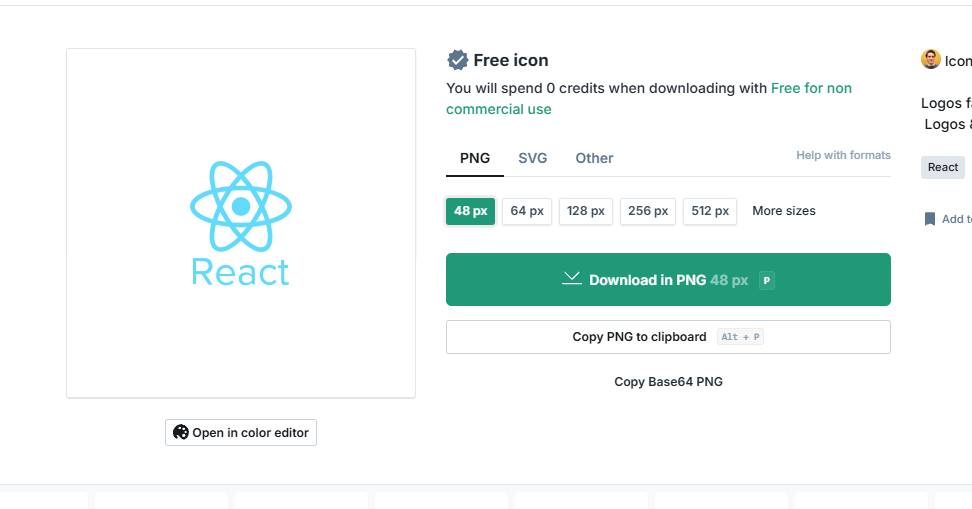 React
Open in color editor
Free icon
You will spend 0 credits when downloading with Free for non
commercial use
PNG SVG Other Help with formats
48 px 64 px 128 px 256 px 512 px More sizes
Download in PNG 48 px P
Copy PNG to clipboard Alt + P
Copy Base64 PNG
Logos
Logos
React
Add